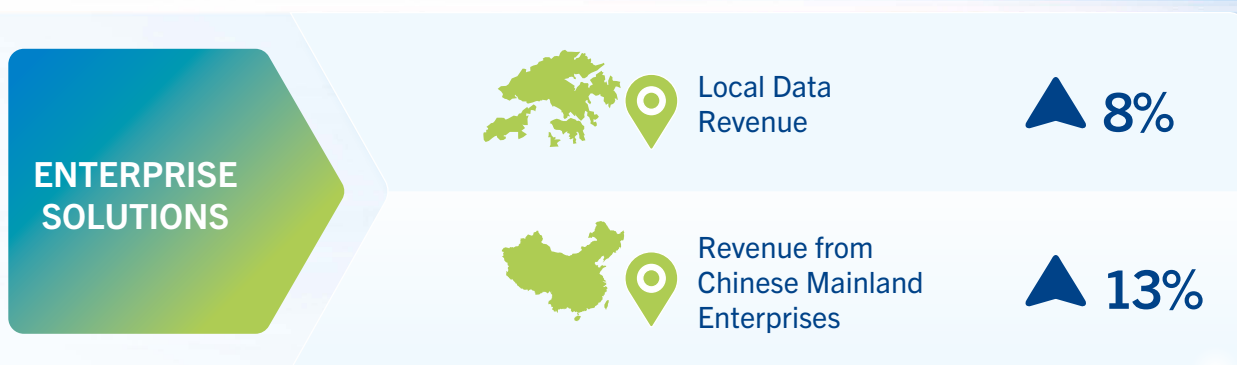 ENTERPRISE
SOLUTIONS
Local Data
Revenue
8%
Revenue from
Chinese Mainland
Enterprises
13%